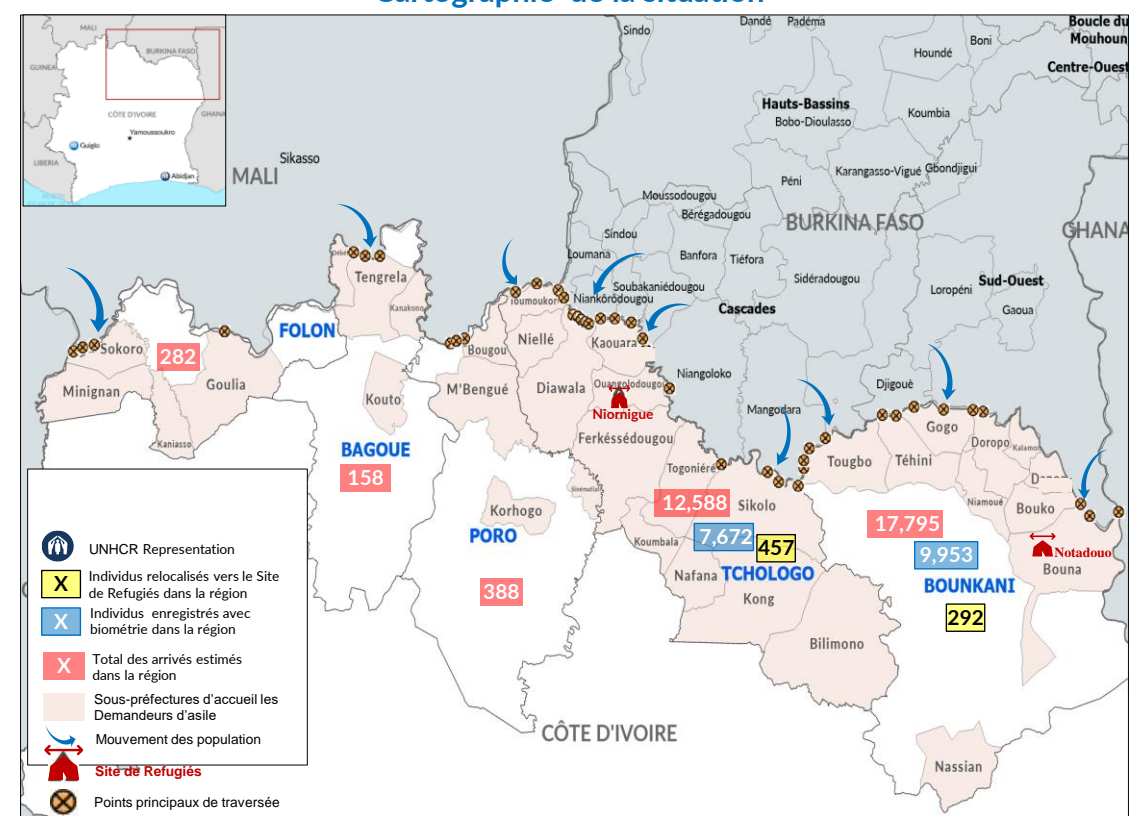 Cartographie de la situation
MALI
BURKINA FASO
GUINEA
CÔTE D'IVOIRE
GHANA
Yamoussoukro
Guiglo
LIBERIA
Abidjan
Sindo
Dandé
Padéma
Boucle du
Mouhoun
Boni
Houndé
Centre-Ouest
Hauts-Bassins
Bobo-Dioulasso
Koumbia
Sikasso
MALI
Karangasso-Vigué
Gbondjigui
Péni
Moussodougou
Bérégadougou
BURKINA FASO
GHANA
Sindou
Loumana
Banfora
Tiéfora
Sidéradougou
Tengrela
Soubakaniédougou
Niankôrôdougou
Loropéni
Sud-Ouest
Gaoua
Cascades
Kanakono
Toumoukor
FOLON
Niellé
Kaouara
Sokoro
Bougou
282
Goulia
Minignan
M'Bengué
Diawala
Ouangolodougou
Niangoloko
Djigouè
Kouto
Niornigue
Mangodara
Gogo
Kaniasso
BAGOUE
Ferkéssédougou
Doropo
Kalamon
158
Togoniéré
Tougbo
Téhini
D
Korhogo
12,588
Sikolo
Niamoué
Bouko
PORO
17,795
7,672
457
Koumbala
9,953
Notadouo
Nafana
TCHOLOGO
Bouna
388
Kong
BOUNKANI
292
Bilimono
CÔTE D'IVOIRE
Nassian
UNHCR Representation
X
Individus relocalisés vers le Site
de Refugiés dans la région
X
Individus enregistrés avec
biométrie dans la région
X
Total des arrivés estimés
dans la région
Sous-préfectures d'accueil les
Demandeurs d'asile
Mouvement des population
Site de Refugiés
Points principaux de traversée